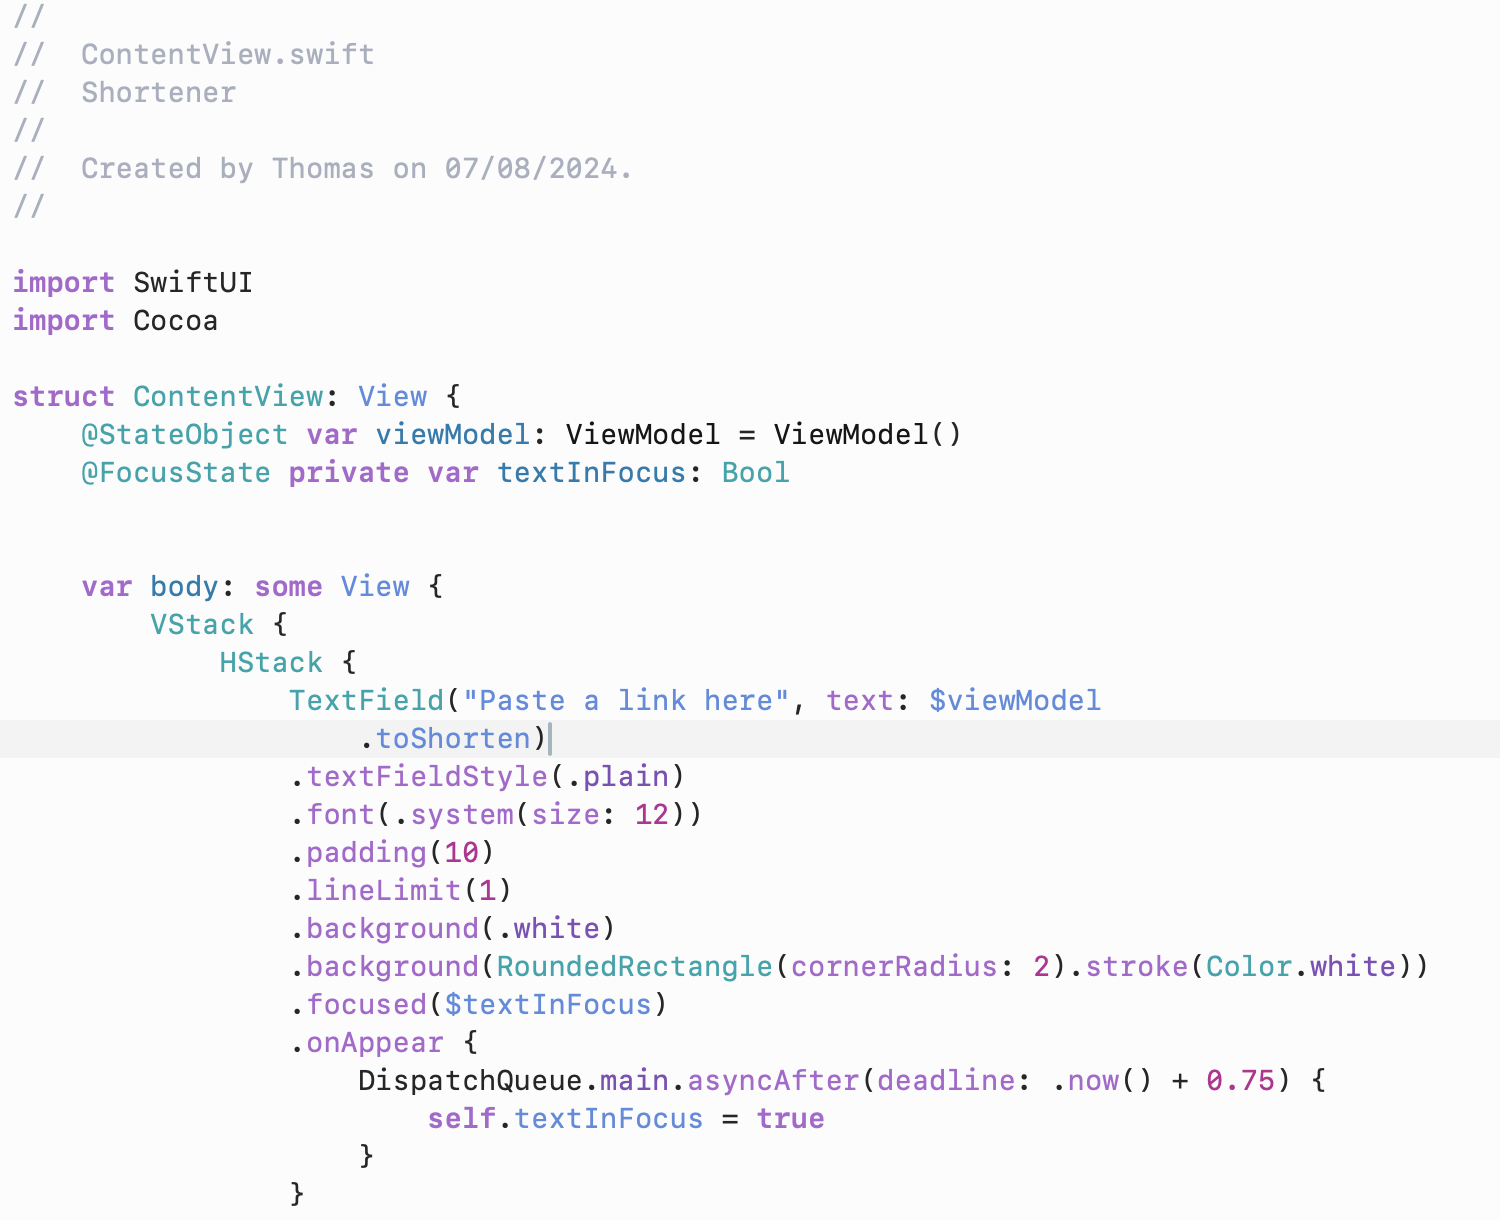 //
//  ContentView.swift
//  Shortener
//
//  Created by Thomas on 07/08/2024.
//

import SwiftUI
import Cocoa

struct ContentView: View {
    @StateObject var viewModel: ViewModel = ViewModel()
    @FocusState private var textInFocus: Bool


    var body: some View {
        VStack {
            HStack {
                TextField("Paste a link here", text: $viewModel
                    .toShorten)
                .textFieldStyle(.plain)
                .font(.system(size: 12))
                .padding(10)
                .lineLimit(1)
                .background(.white)
                .background(RoundedRectangle(cornerRadius: 2).stroke(Color.white))
                .focused($textInFocus)
                .onAppear {
                    DispatchQueue.main.asyncAfter(deadline: .now() + 0.75) {
                        self.textInFocus = true
                    }
                }